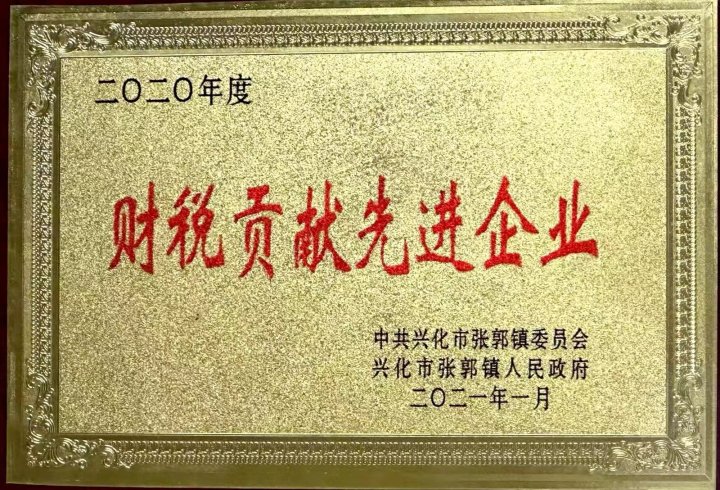 二〇二〇年度
财税贡献先进企业
中共兴化市张郭镇委员会
兴化市张郭镇人民政府
二〇二一年一月